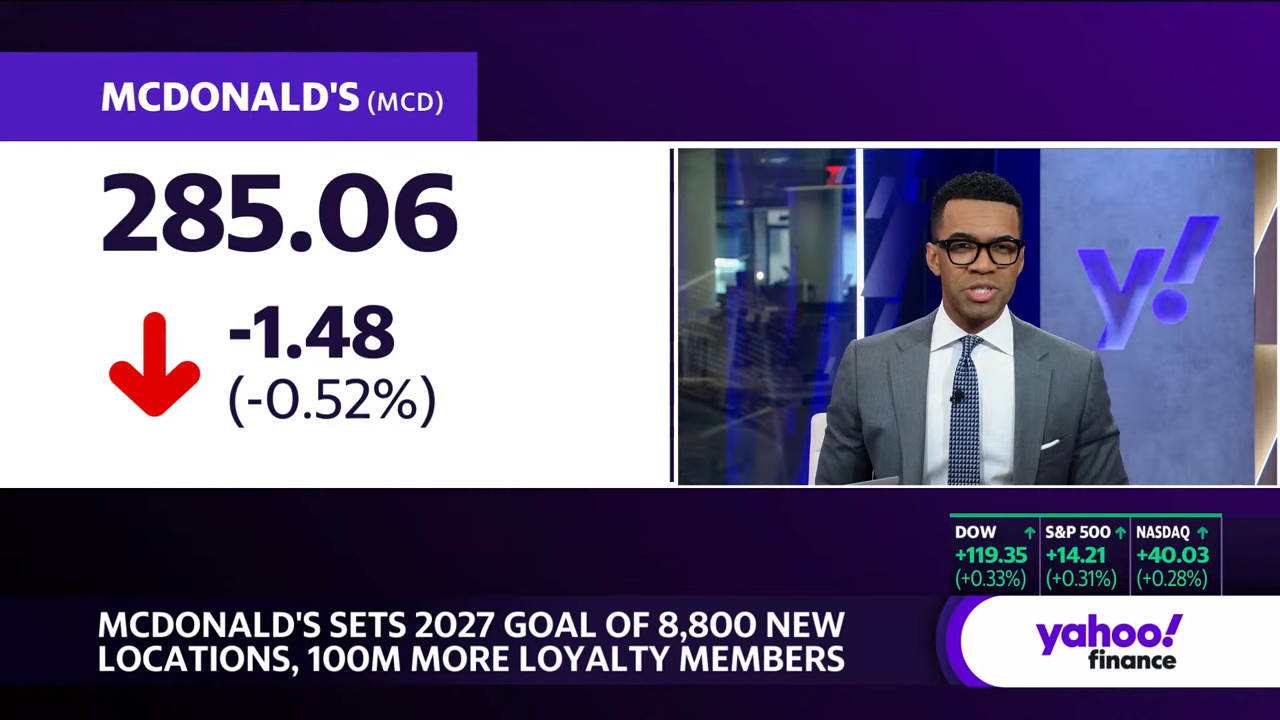 MCDONALD'S (MCD)
285.06
-1.48
(-0.52%)
y!
DOW
+119.35
(+0.33%)
S&P 500
+14.21
(+0.31%)
NASDAQ
+40.03
(+0.28%)
MCDONALD'S SETS 2027 GOAL OF 8,800 NEW
LOCATIONS, 100M MORE LOYALTY MEMBERS
yahoo!
finance